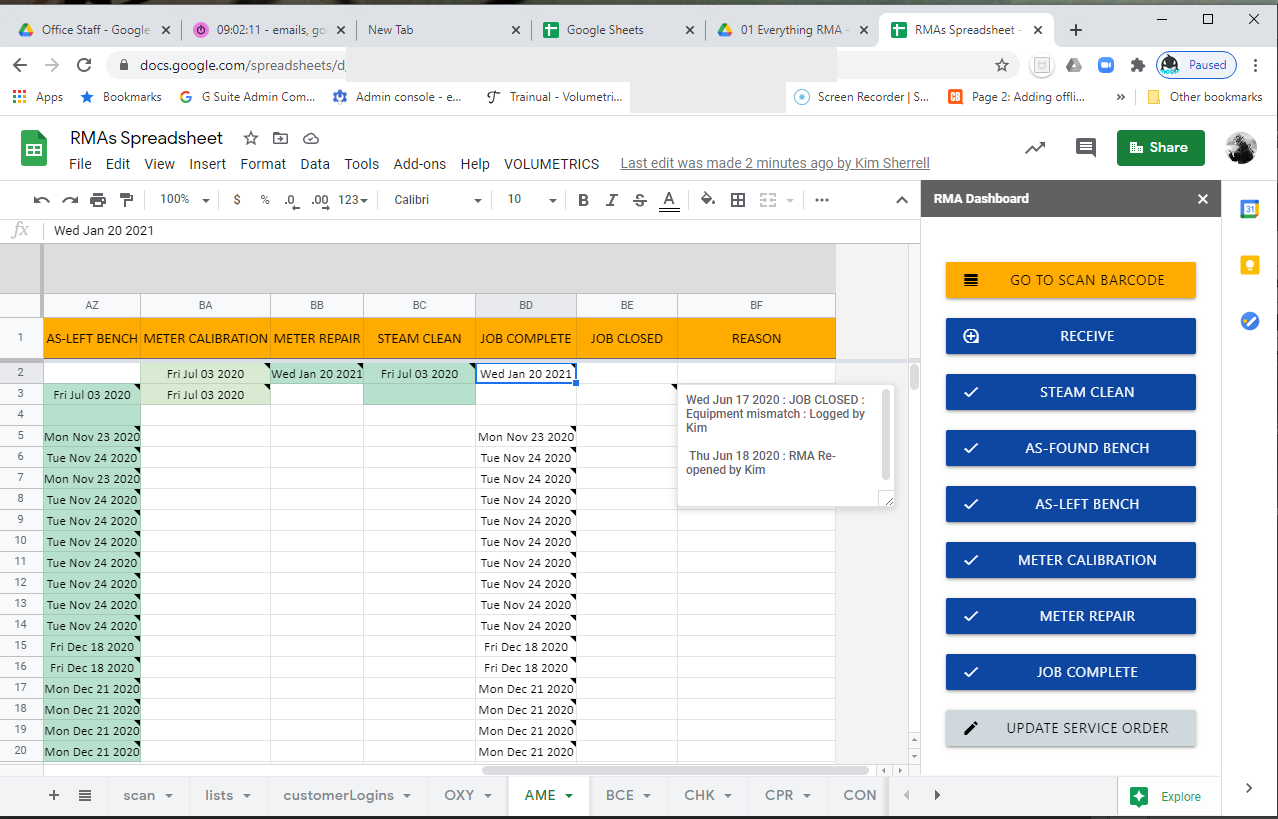 Office Staff - Google
09:02:11 - emails, go
New Tab
Google Sheets
01 Everything RMA -
RMAs Spreadsheet -
docs.google.com/spreadsheets/d
Paused
Apps
Bookmarks
G Suite Admin Com...
Admin console - e...
Trainual - Volumetri...
Screen Recorder | S...
CB Page 2: Adding offli...
»
Other bookmarks
RMAs Spreadsheet
File Edit View Insert Format Data Tools Add-ons Help VOLUMETRICS Last edit was made 2 minutes ago by Kim Sherrell
Share
100% $ % .0 .00 123 Calibri 10 B I S A
RMA Dashboard
31
fx Wed Jan 20 2021
AZ BA BB BC BD BE BF
1 AS-LEFT BENCH METER CALIBRATION METER REPAIR STEAM CLEAN JOB COMPLETE JOB CLOSED REASON
2 Fri Jul 03 2020 Wed Jan 20 2021 Fri Jul 03 2020 Wed Jan 20 2021
3 Fri Jul 03 2020 Fri Jul 03 2020
4
5 Mon Nov 23 2020 Mon Nov 23 2020
6 Tue Nov 24 2020 Tue Nov 24 2020
7 Mon Nov 23 2020 Tue Nov 24 2020
8 Tue Nov 24 2020 Tue Nov 24 2020
9 Tue Nov 24 2020 Tue Nov 24 2020
10 Tue Nov 24 2020 Tue Nov 24 2020
11 Tue Nov 24 2020 Tue Nov 24 2020
12 Tue Nov 24 2020 Tue Nov 24 2020
13 Tue Nov 24 2020 Tue Nov 24 2020
14 Tue Nov 24 2020 Tue Nov 24 2020
15 Fri Dec 18 2020 Fri Dec 18 2020
16 Fri Dec 18 2020 Fri Dec 18 2020
17 Mon Dec 21 2020 Mon Dec 21 2020
18 Mon Dec 21 2020 Mon Dec 21 2020
19 Mon Dec 21 2020 Mon Dec 21 2020
20 Mon Dec 21 2020 Mon Dec 21 2020
Wed Jun 17 2020 : JOB CLOSED :
Equipment mismatch : Logged by
Kim
Thu Jun 18 2020 : RMA Re-
opened by Kim
GO TO SCAN BARCODE
RECEIVE
STEAM CLEAN
AS-FOUND BENCH
AS-LEFT BENCH
METER CALIBRATION
METER REPAIR
JOB COMPLETE
UPDATE SERVICE ORDER
scan lists customerLogins OXY AME BCE CHK CPR CON
Explore